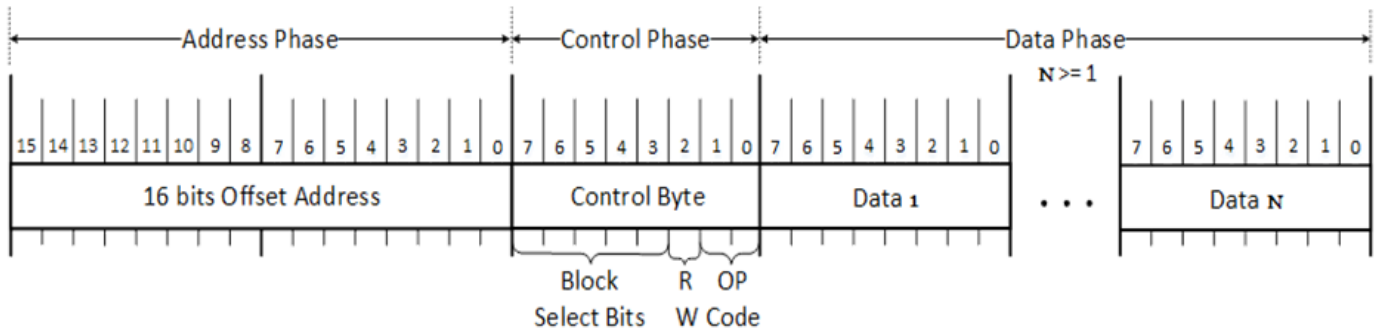 Address Phase Control Phase Data Phase
N >= 1
15 14 13 12 11 10 9 8 7 6 5 4 3 2 1 0 7 6 5 4 3 2 1 0 7 6 5 4 3 2 1 0 7 6 5 4 3 2 1 0
16 bits Offset Address Control Byte Data 1 • • • Data N
Block R OP
Select Bits W Code